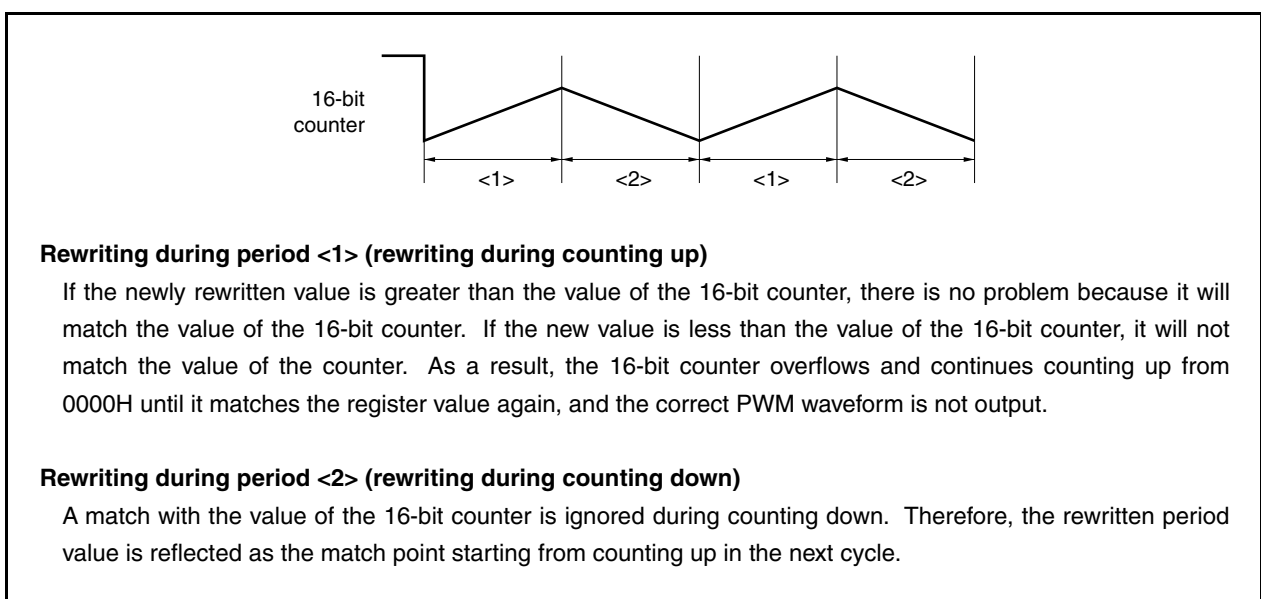 16-bit
counter
<1> <2> <1> <2>
Rewriting during period <1> (rewriting during counting up)
If the newly rewritten value is greater than the value of the 16-bit counter, there is no problem because it will
match the value of the 16-bit counter. If the new value is less than the value of the 16-bit counter, it will not
match the value of the counter. As a result, the 16-bit counter overflows and continues counting up from
0000H until it matches the register value again, and the correct PWM waveform is not output.
Rewriting during period <2> (rewriting during counting down)
A match with the value of the 16-bit counter is ignored during counting down. Therefore, the rewritten period
value is reflected as the match point starting from counting up in the next cycle.